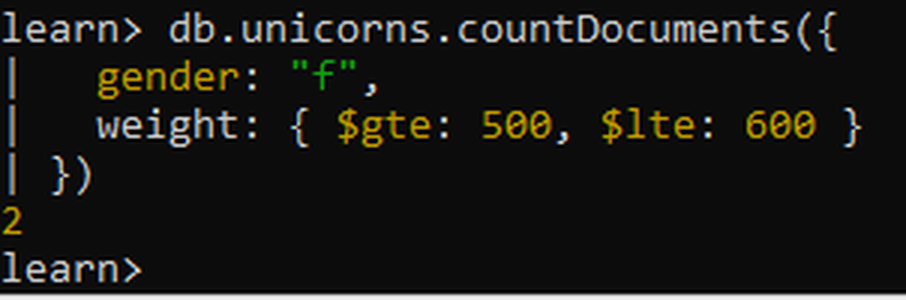 learn> db.unicorns.countDocuments({
|   gender: "f",
|   weight: { $gte: 500, $lte: 600 }
| })
2
learn>